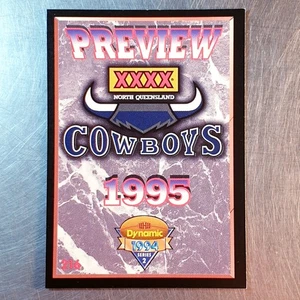 PREVIEW
XXXX
NORTH QUEENSLAND
COWBOYS
1995
Dynamic
1994
SERIES 2